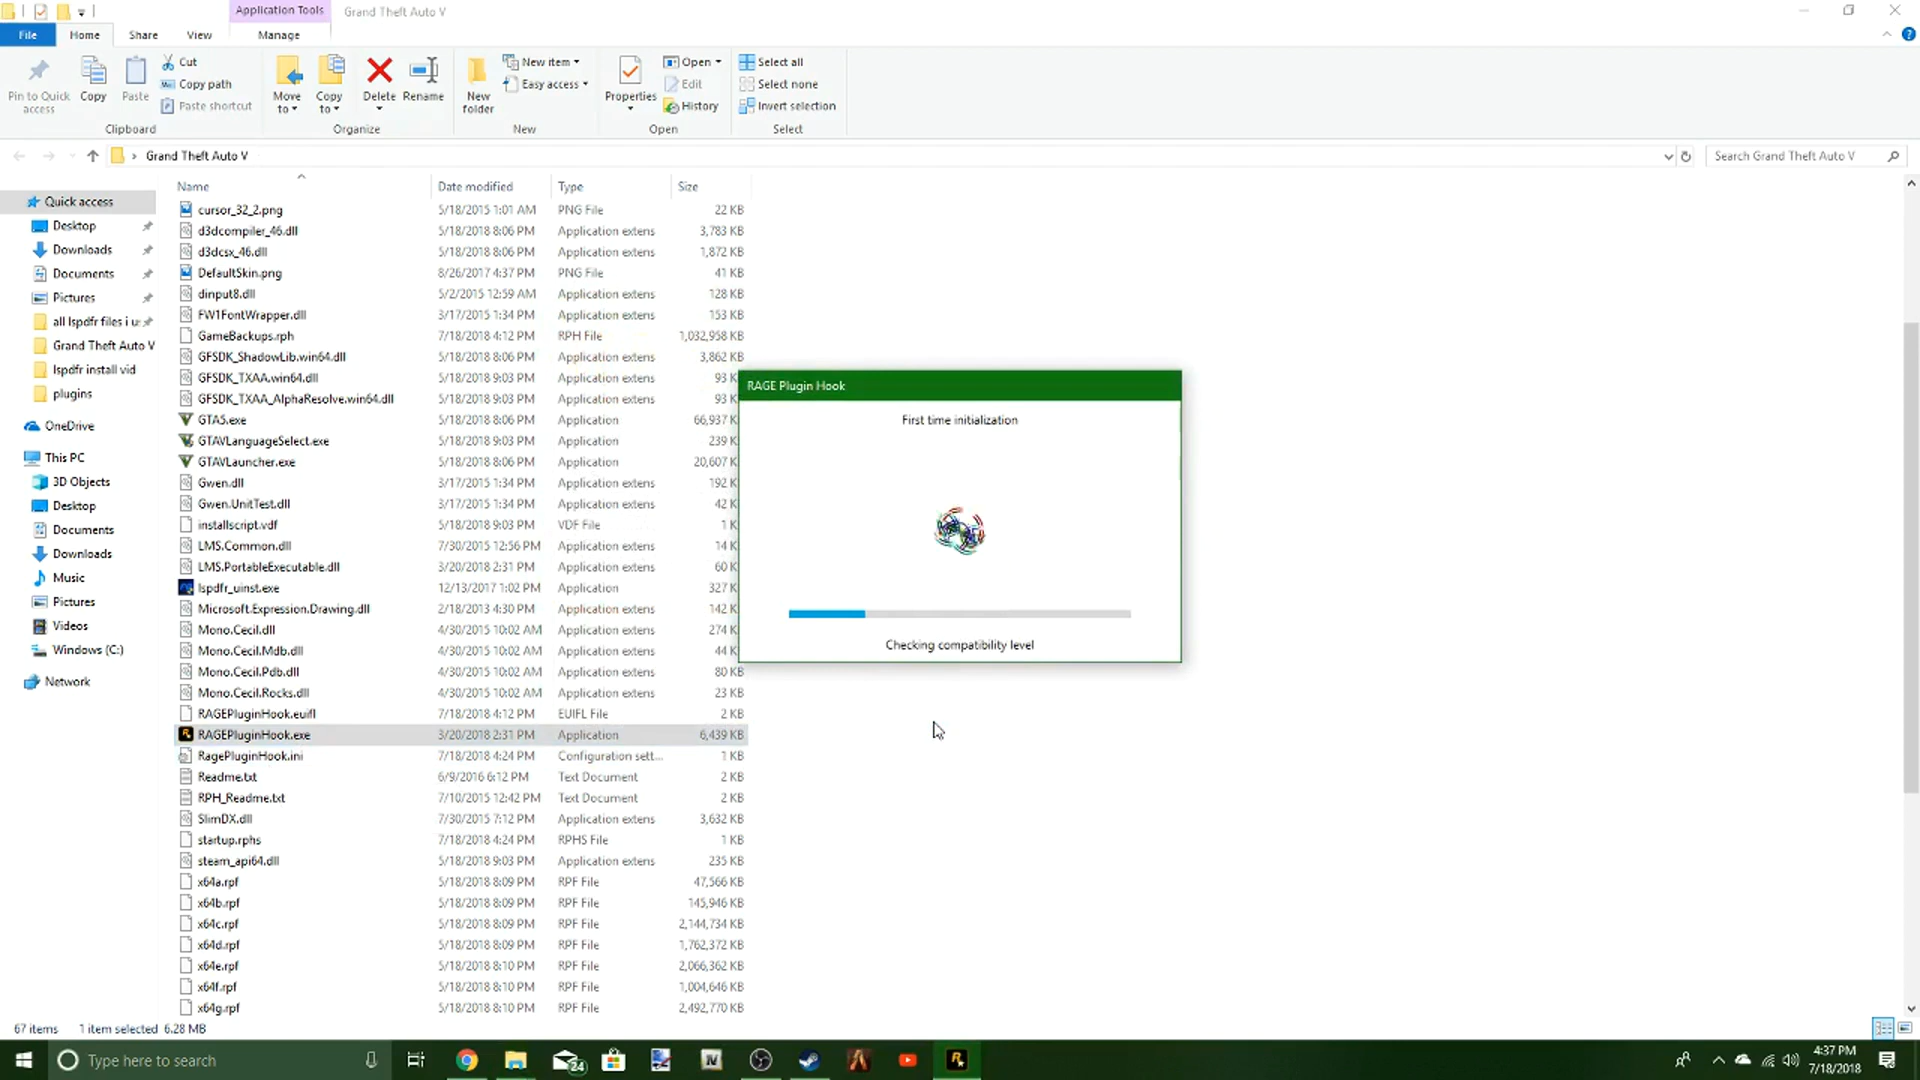 Application Tools
Grand Theft Auto V
File
Home
Share
View
Manage
Pin to Quick access
Copy
Paste
Cut
Copy path
Paste shortcut
Clipboard
Move to
Copy to
Delete
Rename
Organize
New folder
New item
Easy access
New
Properties
Open
Edit
History
Open
Select all
Select none
Invert selection
Select
Grand Theft Auto V
Search Grand Theft Auto V
Quick access
Desktop
Downloads
Documents
Pictures
all lspdfr files i u
Grand Theft Auto V
lspdfr install vid
plugins
OneDrive
This PC
3D Objects
Desktop
Documents
Downloads
Music
Pictures
Videos
Windows (C:)
Network
Name Date modified Type Size
cursor_32_2.png 5/18/2015 1:01 AM PNG File 22 KB
d3dcompiler_46.dll 5/18/2018 8:06 PM Application extens 3,783 KB
d3dcsx_46.dll 5/18/2018 8:06 PM Application extens 1,872 KB
DefaultSkin.png 8/26/2017 4:37 PM PNG File 41 KB
dinput8.dll 5/2/2015 12:59 AM Application extens 128 KB
FW1FontWrapper.dll 3/17/2015 1:34 PM Application extens 153 KB
GameBackups.rph 7/18/2018 4:12 PM RPH File 1,032,958 KB
GFSDK_ShadowLib.win64.dll 5/18/2018 8:06 PM Application extens 3,862 KB
GFSDK_TXAA.win64.dll 5/18/2018 9:03 PM Application extens 93 K
GFSDK_TXAA_AlphaResolve.win64.dll 5/18/2018 9:03 PM Application extens 93 K
GTA5.exe 5/18/2018 8:06 PM Application 66,937 K
GTAVLanguageSelect.exe 5/18/2018 9:03 PM Application 239 K
GTAVLauncher.exe 5/18/2018 8:06 PM Application 20,607 K
Gwen.dll 3/17/2015 1:34 PM Application extens 192 K
Gwen.UnitTest.dll 3/17/2015 1:34 PM Application extens 42 K
installscript.vdf 5/18/2018 9:03 PM VDF File 1 K
LMS.Common.dll 7/30/2015 12:56 PM Application extens 14 K
LMS.PortableExecutable.dll 3/20/2018 2:31 PM Application extens 60 K
lspdfr_uinst.exe 12/13/2017 1:02 PM Application 327 K
Microsoft.Expression.Drawing.dll 2/18/2013 4:30 PM Application extens 142 K
Mono.Cecil.dll 4/30/2015 10:02 AM Application extens 274 K
Mono.Cecil.Mdb.dll 4/30/2015 10:02 AM Application extens 44 K
Mono.Cecil.Pdb.dll 4/30/2015 10:02 AM Application extens 80 KB
Mono.Cecil.Rocks.dll 4/30/2015 10:02 AM Application extens 23 KB
RAGEPluginHook.euifl 7/18/2018 4:12 PM EUIFL File 2 KB
RAGEPluginHook.exe 3/20/2018 2:31 PM Application 6,439 KB
RagePluginHook.ini 7/18/2018 4:24 PM Configuration sett... 1 KB
Readme.txt 6/9/2016 6:12 PM Text Document 2 KB
RPH_Readme.txt 7/10/2015 12:42 PM Text Document 2 KB
SlimDX.dll 7/30/2015 7:12 PM Application extens 3,632 KB
startup.rphs 7/18/2018 4:24 PM RPHS File 1 KB
steam_api64.dll 5/18/2018 9:03 PM Application extens 235 KB
x64a.rpf 5/18/2018 8:09 PM RPF File 47,566 KB
x64b.rpf 5/18/2018 8:09 PM RPF File 145,946 KB
x64c.rpf 5/18/2018 8:09 PM RPF File 2,144,734 KB
x64d.rpf 5/18/2018 8:09 PM RPF File 1,762,372 KB
x64e.rpf 5/18/2018 8:10 PM RPF File 2,066,362 KB
x64f.rpf 5/18/2018 8:10 PM RPF File 1,004,646 KB
x64g.rpf 5/18/2018 8:10 PM RPF File 2,492,770 KB
RAGE Plugin Hook
First time initialization
Checking compatibility level
67 items 1 item selected 6.28 MB
Type here to search
24
IV
4:37 PM
7/18/2018